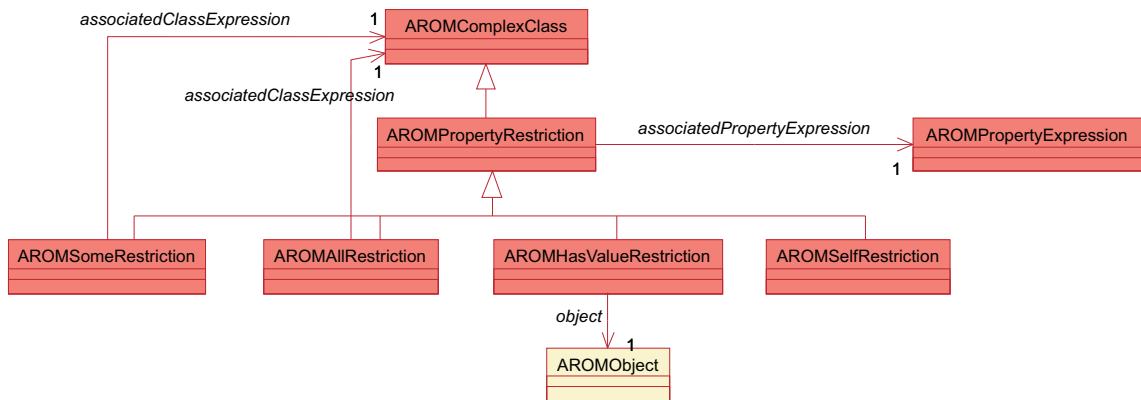 associatedClassExpression
1
AROMComplexClass
1
associatedClassExpression
AROMPropertyRestriction
associatedPropertyExpression
1
AROMPropertyExpression
AROMSomeRestriction
AROMAllRestriction
AROMHasValueRestriction
AROMSelfRestriction
object
1
AROMObject